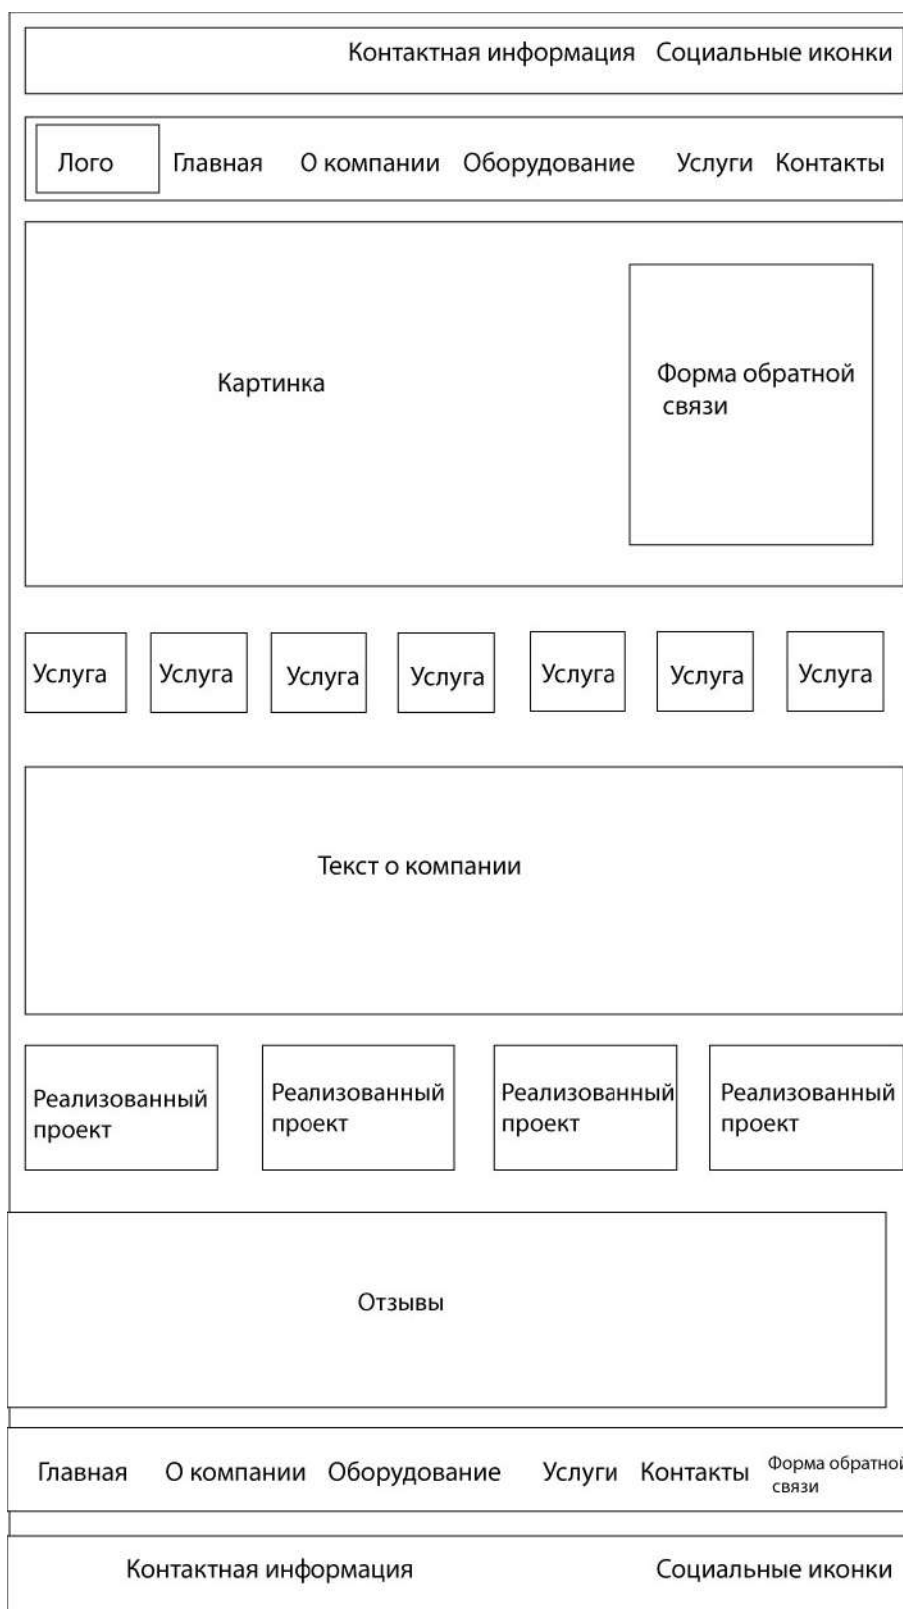 Контактная информация Социальные иконки
Лого Главная О компании Оборудование Услуги Контакты
Картинка
Форма обратной
связи
Услуга Услуга Услуга Услуга Услуга Услуга Услуга
Текст о компании
Реализованный
проект
Реализованный
проект
Реализованный
проект
Реализованный
проект
Отзывы
Главная О компании Оборудование Услуги Контакты
Форма обратной
связи
Контактная информация Социальные иконки